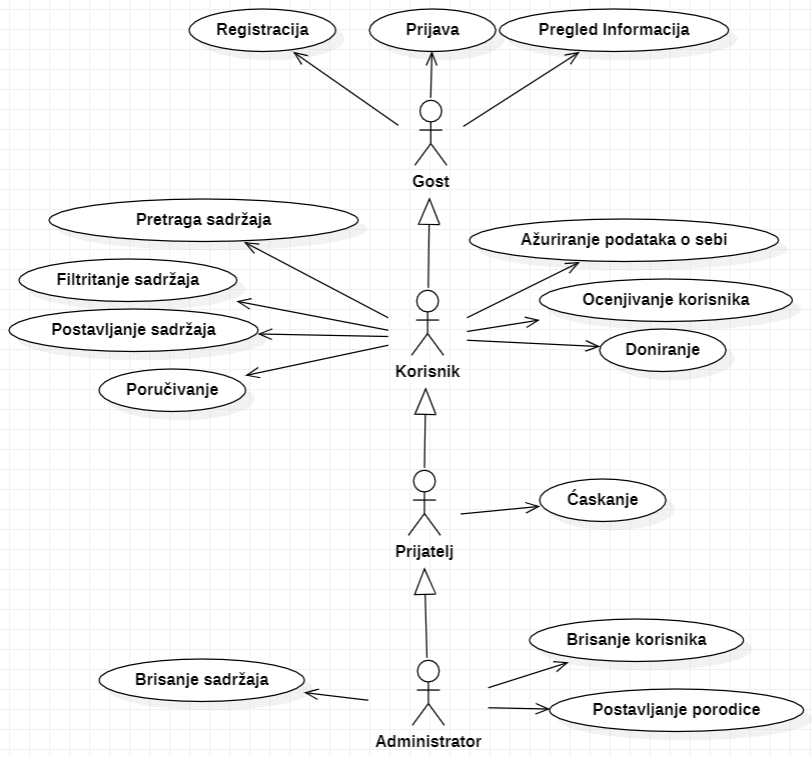 Registracija
Prijava
Pregled Informacija
Gost
Pretraga sadržaja
Ažuriranje podataka o sebi
Filtritanje sadržaja
Ocenjivanje korisnika
Postavljanje sadržaja
Doniranje
Korisnik
Poručivanje
Ćaskanje
Prijatelj
Brisanje korisnika
Brisanje sadržaja
Postavljanje porodice
Administrator